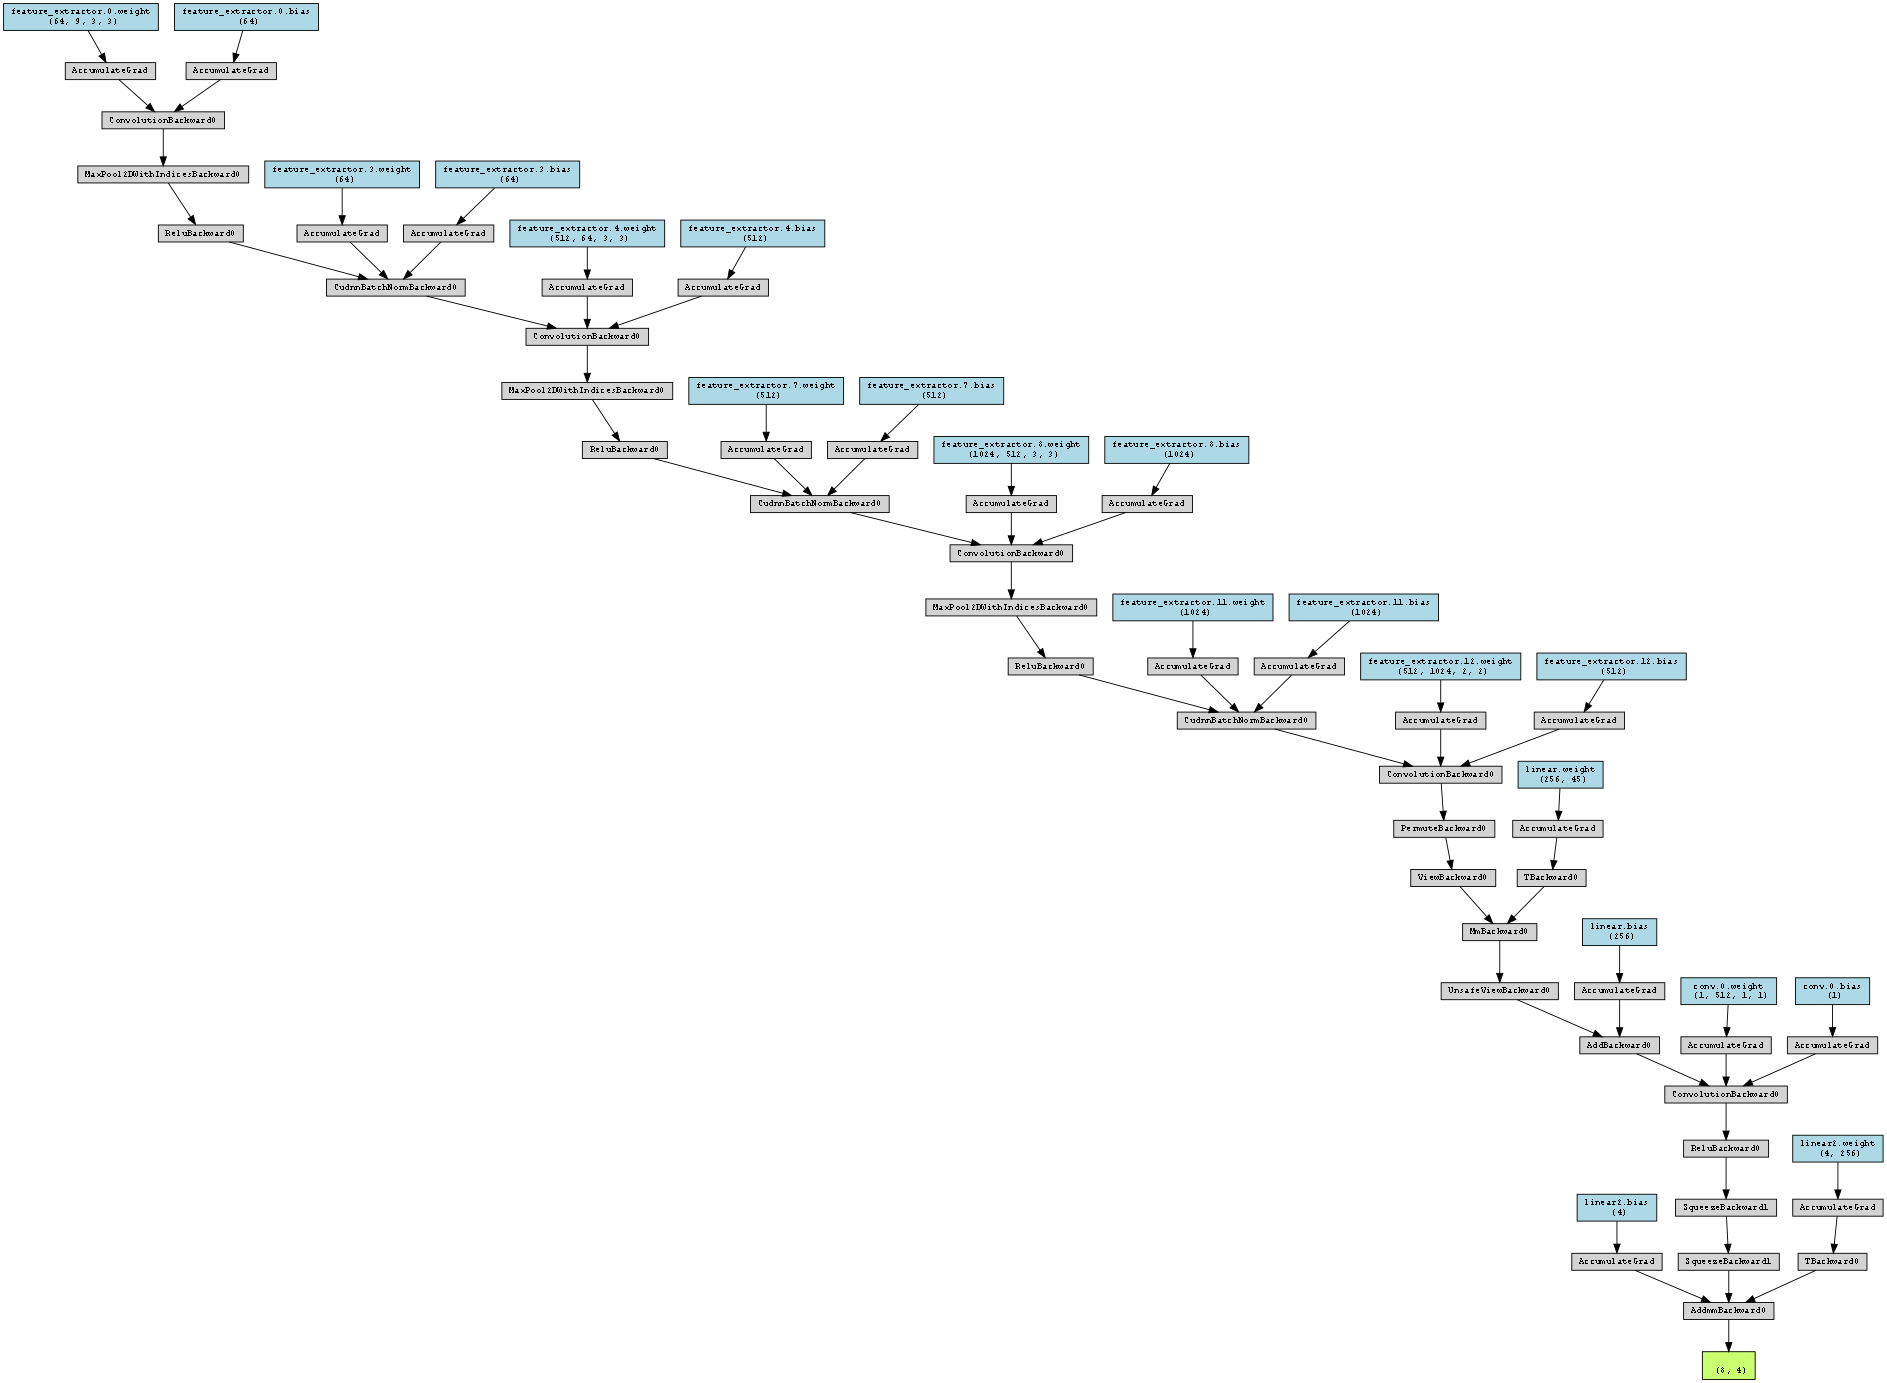 feature_extractor.0.weight
(64, 9, 3, 3)
feature_extractor.0.bias
(64)
AccumulateGrad
AccumulateGrad
ConvolutionBackward0
MaxPool2DWithIndicesBackward0
feature_extractor.3.weight
(64)
feature_extractor.3.bias
(64)
ReluBackward0
AccumulateGrad
AccumulateGrad
feature_extractor.4.weight
(512, 64, 3, 3)
feature_extractor.4.bias
(512)
CudnnBatchNormBackward0
AccumulateGrad
AccumulateGrad
ConvolutionBackward0
MaxPool2DWithIndicesBackward0
feature_extractor.7.weight
(512)
feature_extractor.7.bias
(512)
ReluBackward0
AccumulateGrad
AccumulateGrad
feature_extractor.8.weight
(1024, 512, 3, 3)
feature_extractor.8.bias
(1024)
CudnnBatchNormBackward0
AccumulateGrad
AccumulateGrad
ConvolutionBackward0
MaxPool2DWithIndicesBackward0
feature_extractor.11.weight
(1024)
feature_extractor.11.bias
(1024)
ReluBackward0
AccumulateGrad
AccumulateGrad
feature_extractor.12.weight
(512, 1024, 2, 2)
feature_extractor.12.bias
(512)
CudnnBatchNormBackward0
AccumulateGrad
AccumulateGrad
ConvolutionBackward0
linear.weight
(256, 45)
PermuteBackward0
AccumulateGrad
ViewBackward0
TBackward0
MmBackward0
linear.bias
(256)
UnsafeViewBackward0
AccumulateGrad
conv.0.weight
(1, 512, 1, 1)
conv.0.bias
(1)
AddBackward0
AccumulateGrad
AccumulateGrad
ConvolutionBackward0
ReluBackward0
linear2.weight
(4, 256)
linear2.bias
(4)
SqueezeBackward1
AccumulateGrad
AccumulateGrad
SqueezeBackward1
TBackward0
AddmmBackward0
(8, 4)